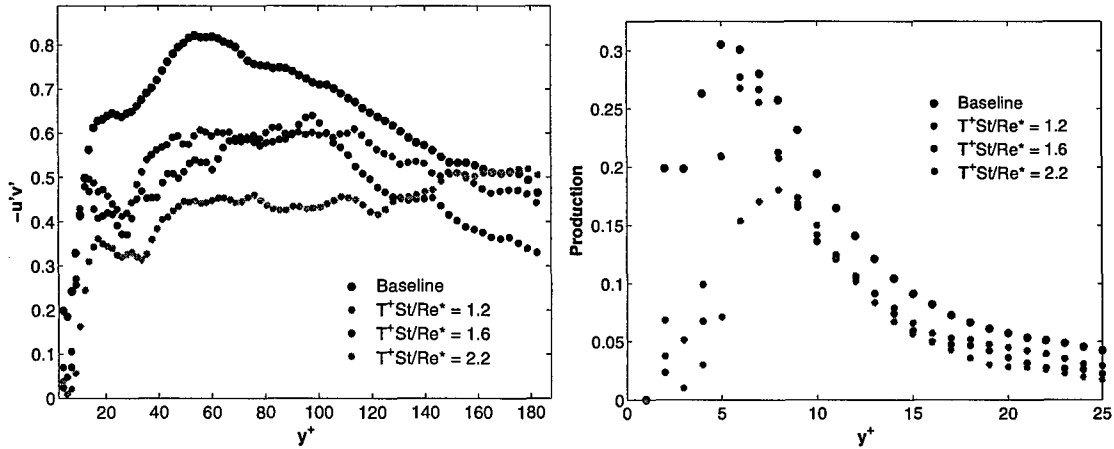 0.8
0.7
0.6
0.5
0.4
0.3
0.2
0.1
0
-u'v'
20 40 60 80 100 120 140 160 180
y+
Baseline
T+St/Re* = 1.2
T+St/Re* = 1.6
T+St/Re* = 2.2
0.3
0.25
0.2
0.15
0.1
0.05
0
Production
0 5 10 15 20 25
y+
Baseline
T+St/Re* = 1.2
T+St/Re* = 1.6
T+St/Re* = 2.2